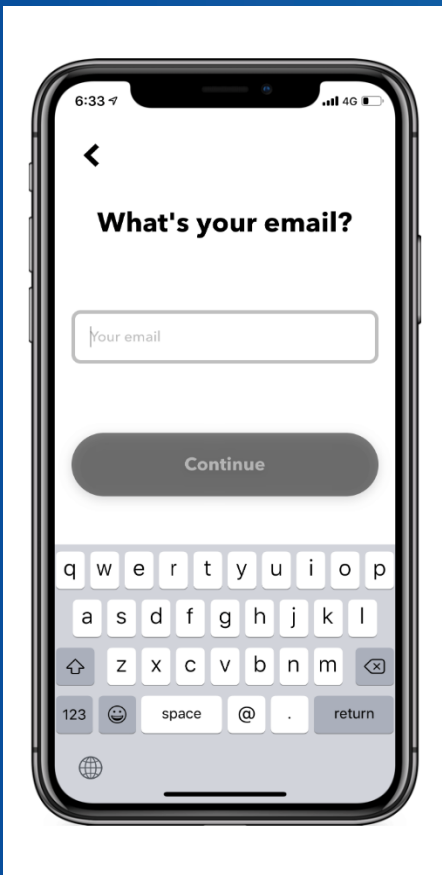 6:33 4G
What's your email?
Your email
Continue
q w e r t y u i o p
a s d f g h j k l
z x c v b n m
123 space @ . return